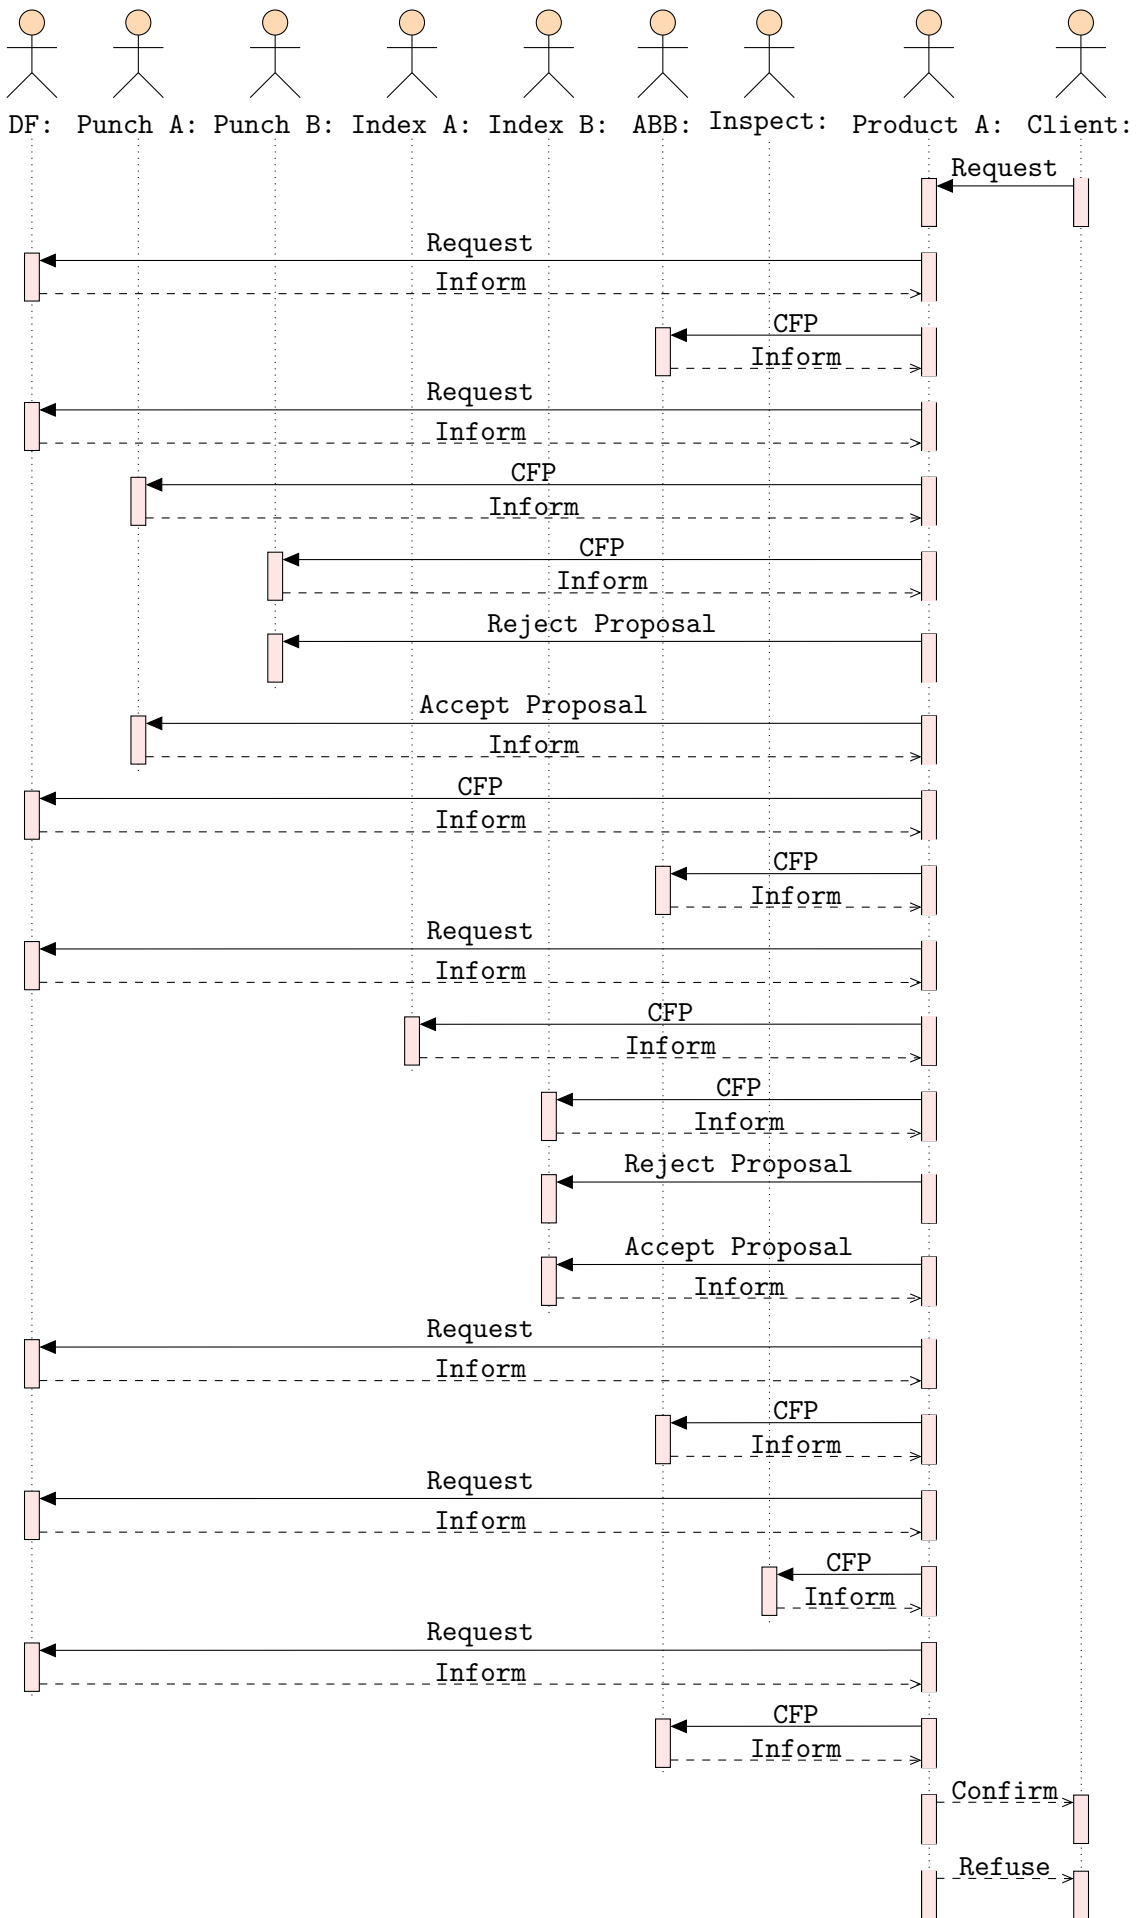 DF: Punch A: Punch B: Index A: Index B: ABB: Inspect: Product A: Client:
Request
Request
Inform
CFP
Inform
Request
Inform
CFP
Inform
CFP
Inform
Reject Proposal
Accept Proposal
Inform
CFP
Inform
CFP
Inform
Request
Inform
CFP
Inform
CFP
Inform
Reject Proposal
Accept Proposal
Inform
Request
Inform
CFP
Inform
Request
Inform
CFP
Inform
Request
Inform
CFP
Inform
Confirm
Refuse